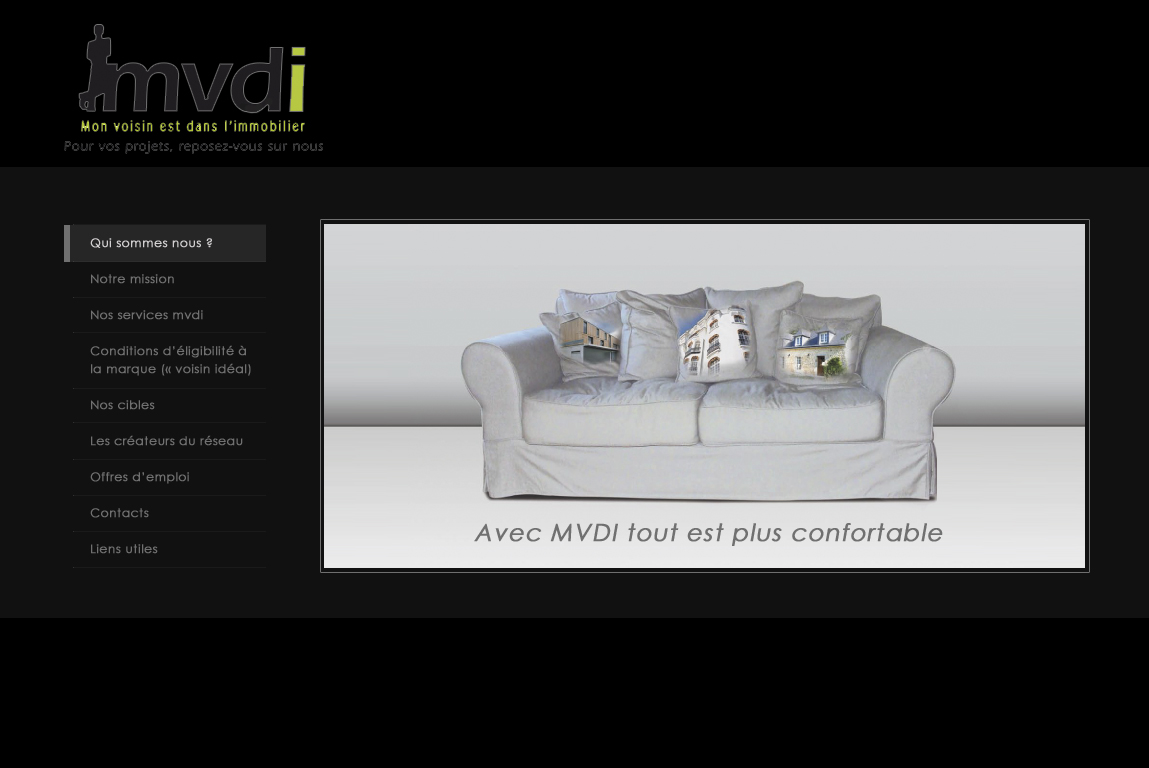 mvdi
Mon voisin est dans l'immobilier
Pour vos projets, reposez-vous sur nous
Qui sommes nous ?
Notre mission
Nos services mvdi
Conditions d'éligibilité à
la marque (« voisin idéal)
Nos cibles
Les créateurs du réseau
Offres d'emploi
Contacts
Liens utiles
Avec MVDI tout est plus confortable